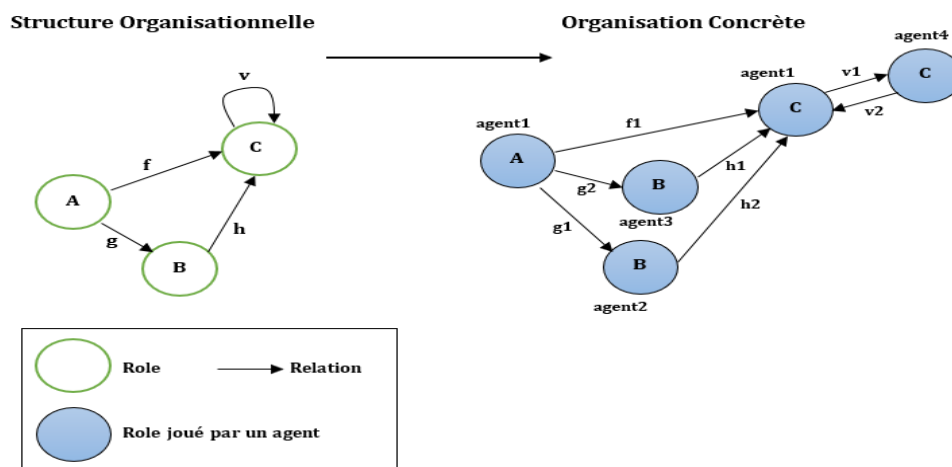 Structure Organisationnelle
Organisation Concrète
agent4
v
agent1
v1
C
C
C
v2
f
agent1
f1
A
A
h1
g2
B
h2
g
h
agent3
g1
B
B
agent2
Role
Relation
Role joué par un agent